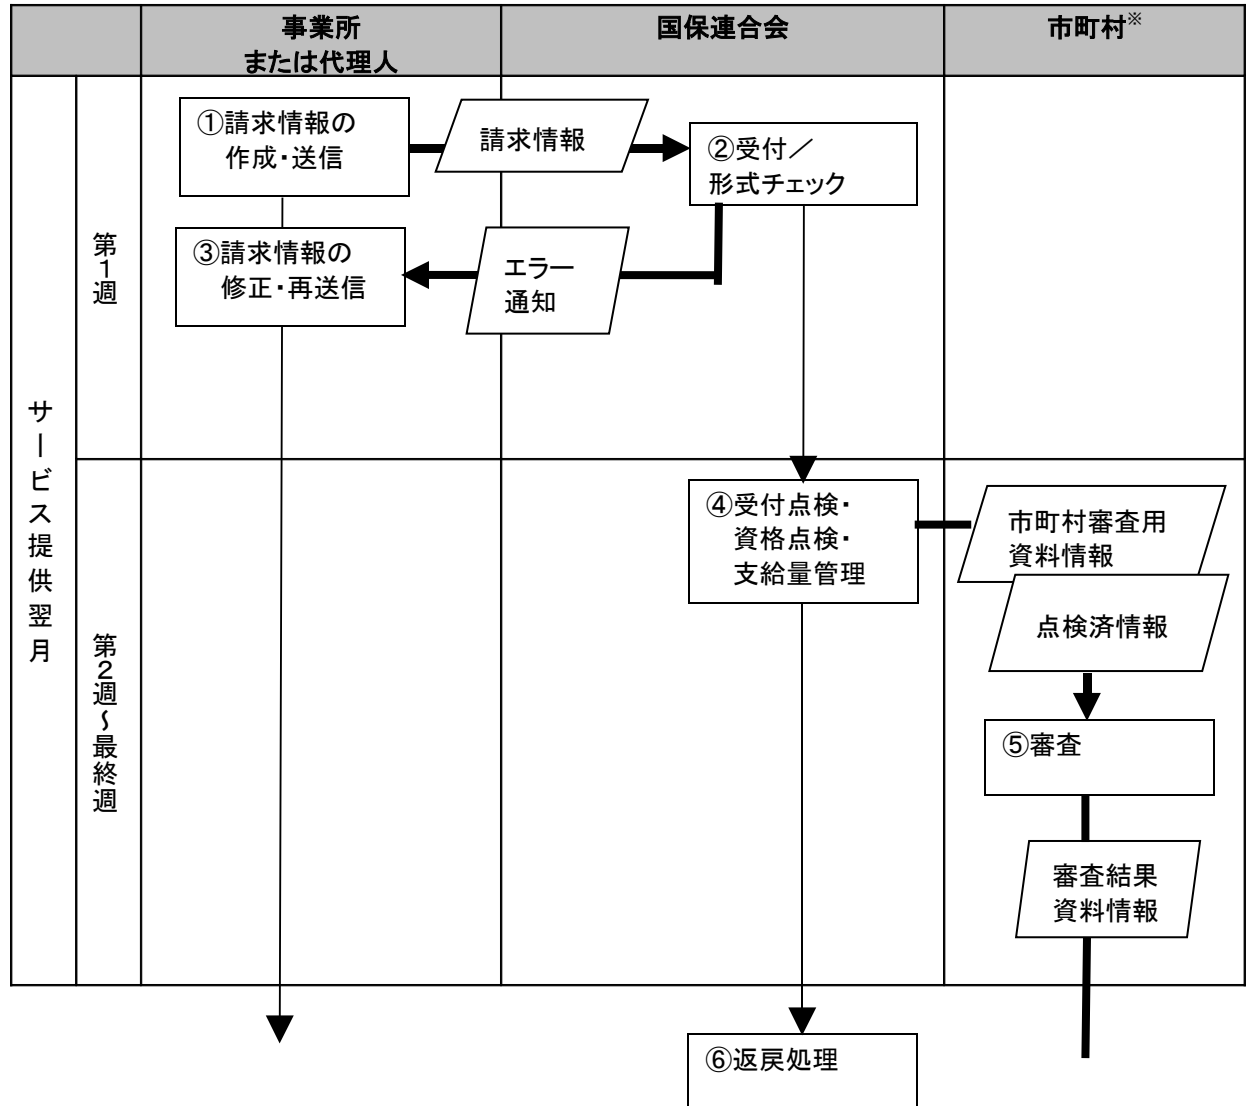 事業所
または代理人
国保連合会
市町村※
サービス提供翌月
第1週
①請求情報の
作成・送信
請求情報
②受付／
形式チェック
③請求情報の
修正・再送信
エラー
通知
第2週～最終週
④受付点検・
資格点検・
支給量管理
市町村審査用
資料情報
点検済情報
⑤審査
審査結果
資料情報
⑥返戻処理